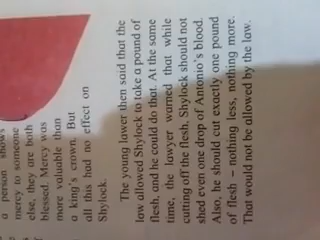 a person shows
mercy to someone
else, they are both
blessed. Mercy was
more valuable than
a king's crown. But
all this had no effect on
Shylock.
The young lawer then said that the
law allowed Shylock to take a pound of
flesh, and he could do that. At the same
time, the lawyer warned that while
cutting off the flesh, Shylock should not
shed even one drop of Antonio's blood.
Also, he should cut exactly one pound
of flesh – nothing less, nothing more.
That would not be allowed by the law.